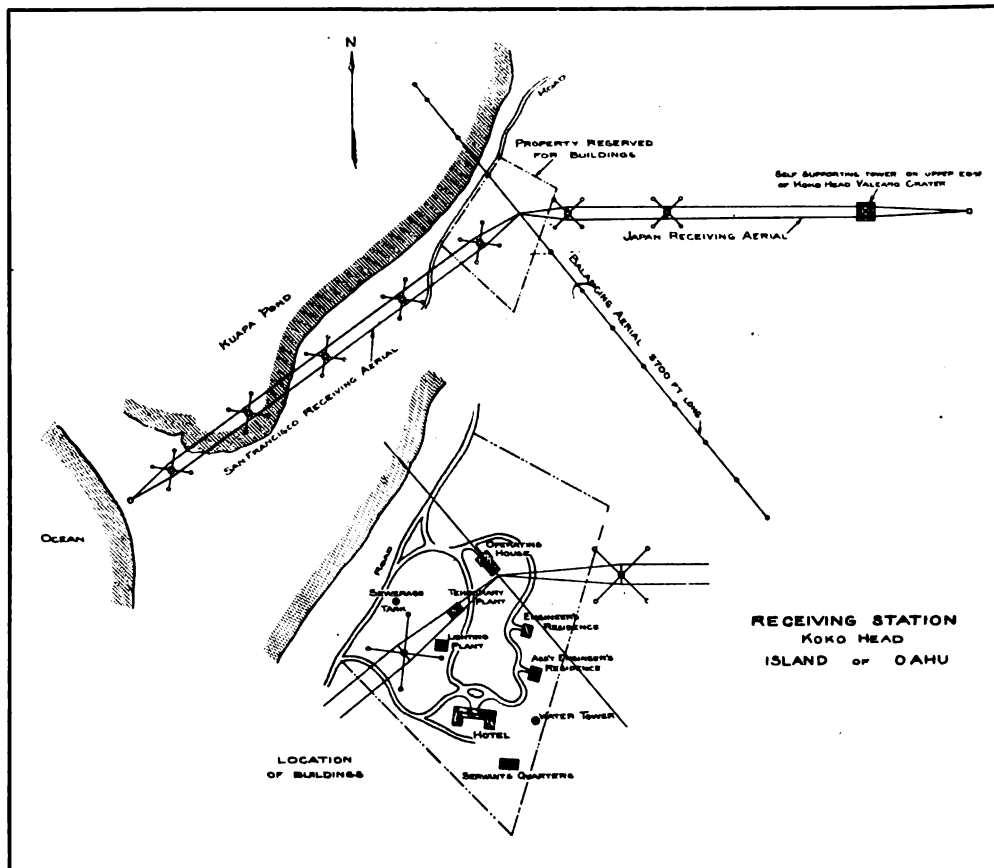 N
ROAD
PROPERTY RESERVED
FOR BUILDINGS
SELF SUPPORTING TOWER ON UPPER EDGE
OF KOKO HEAD VALCANO CRATER
JAPAN RECEIVING AERIAL
KUAPA POND
BALANCING AERIAL 3700 FT LONG
SAN FRANCISCO RECEIVING AERIAL
OCEAN
ROAD
OPERATING
HOUSE
SEWERAGE
TANK
TEMPORARY
PLANT
ENGINEER'S
RESIDENCE
LIGHTING
PLANT
ASS'T ENGINEER'S
RESIDENCE
RECEIVING STATION
KOKO HEAD
ISLAND OF OAHU
WATER TOWER
HOTEL
LOCATION
OF BUILDINGS
SERVANTS QUARTERS